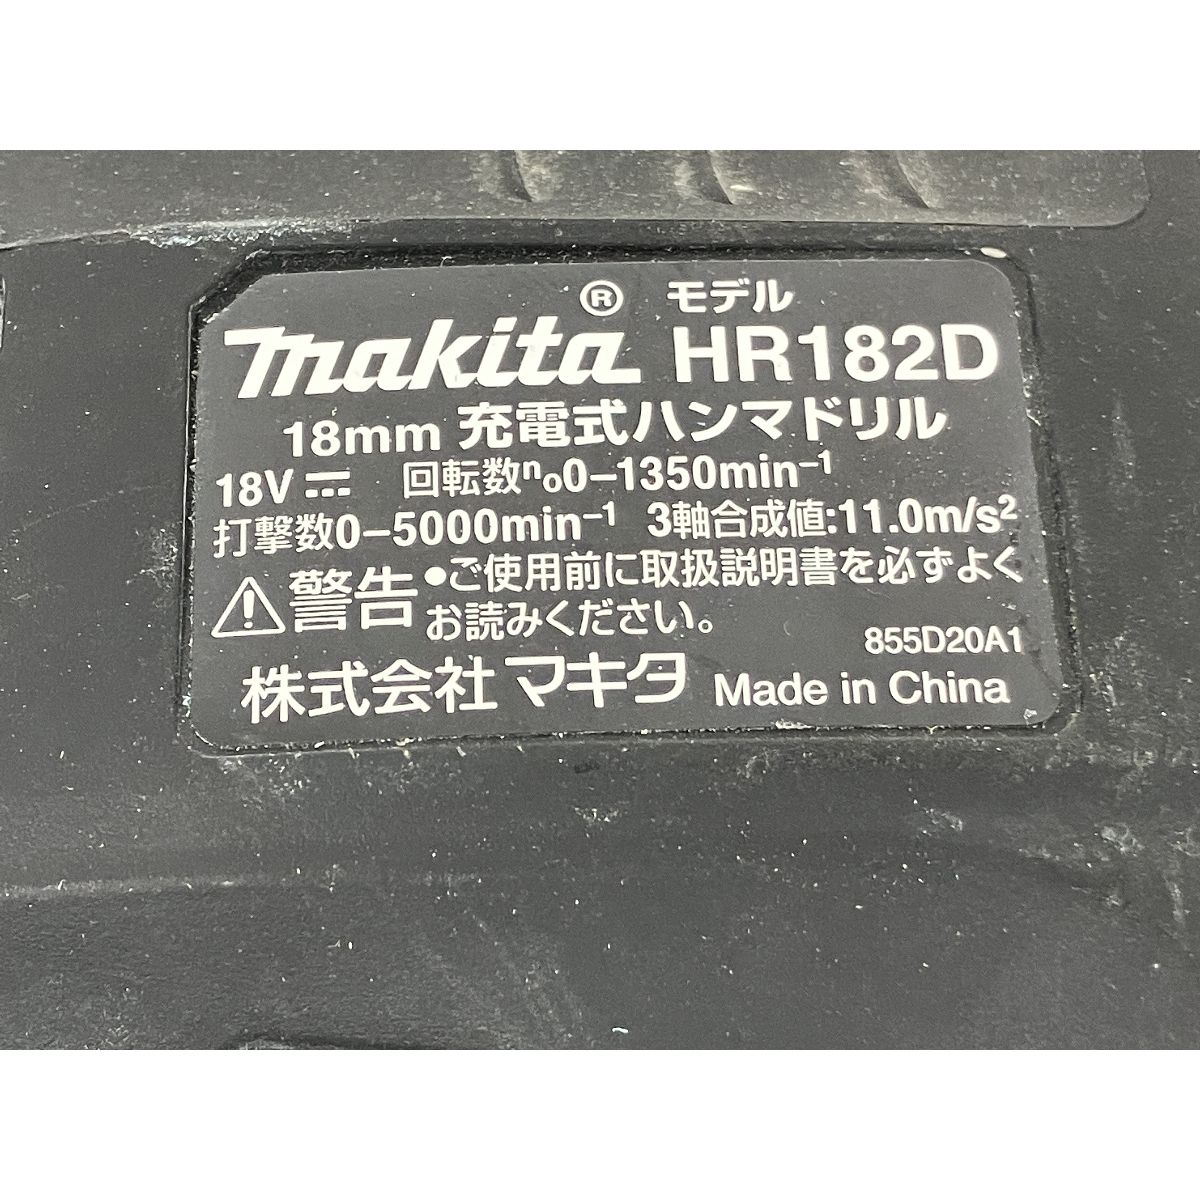 makita® モデル HR182D
18mm 充電式ハンマドリル
18V⎓ 回転数n₀0−1350min⁻¹
打撃数0−5000min⁻¹ 3軸合成値:11.0m/s²
⚠警告 ●ご使用前に取扱説明書を必ずよく
お読みください。
855D20A1
株式会社マキタ Made in China